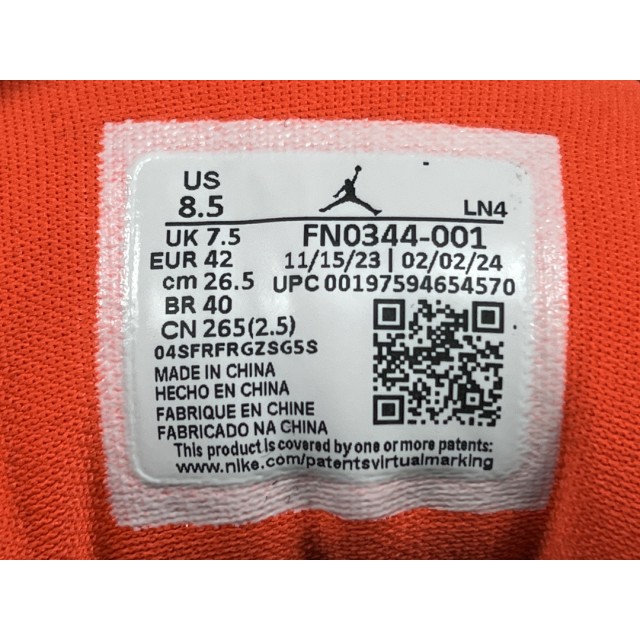 US
8.5
LN4
UK 7.5
FN0344-001
EUR 42
11/15/23 | 02/02/24
cm 26.5
UPC 00197594654570
BR 40
CN 265(2.5)
04SFRFRGZSG5S
MADE IN CHINA
HECHO EN CHINA
FABRIQUE EN CHINE
FABRICADO NA CHINA
This product is covered by one or more patents:
www.nike.com/patentsvirtualmarking